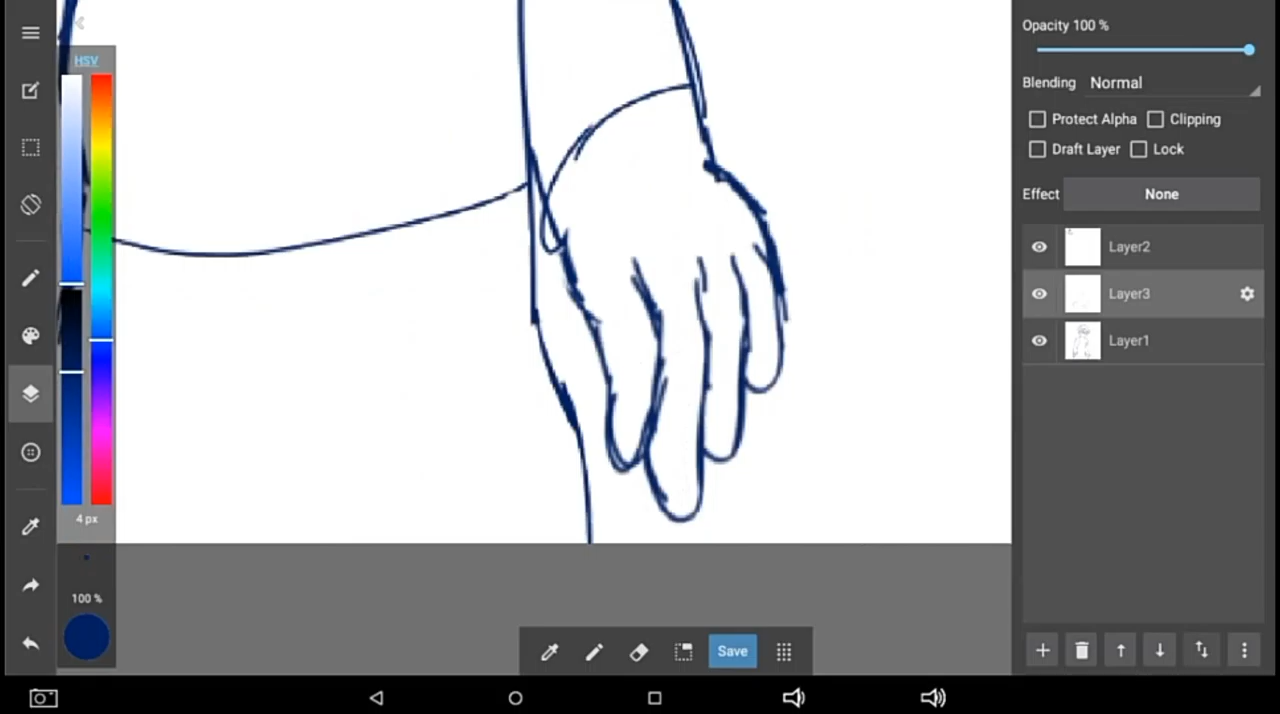 HSV
4 px
100 %
Save
Opacity 100 %
Blending Normal
Protect Alpha Clipping
Draft Layer Lock
Effect None
Layer2
Layer3
Layer1